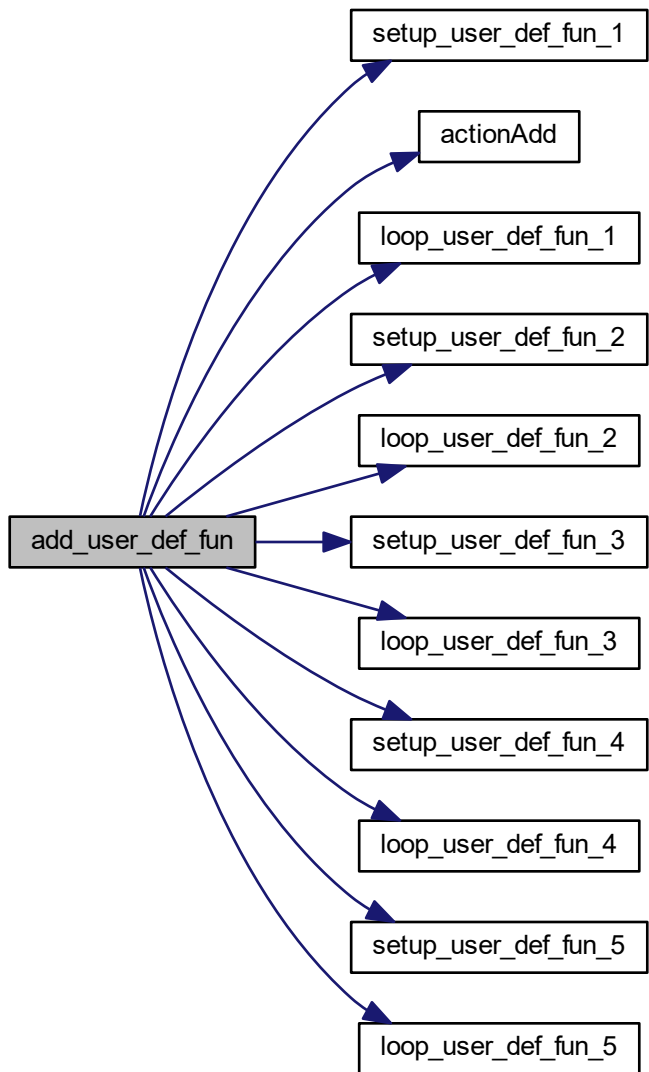 setup_user_def_fun_1
actionAdd
loop_user_def_fun_1
setup_user_def_fun_2
loop_user_def_fun_2
add_user_def_fun
setup_user_def_fun_3
loop_user_def_fun_3
setup_user_def_fun_4
loop_user_def_fun_4
setup_user_def_fun_5
loop_user_def_fun_5